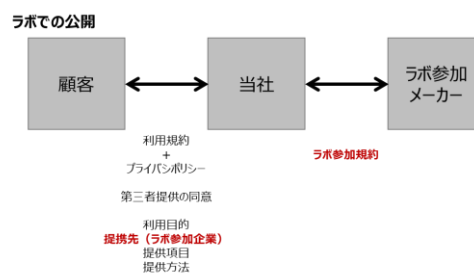 ラボでの公開
顧客
当社
ラボ参加
メーカー
利用規約
+
プライバシポリシー
第三者提供の同意
利用目的
提携先（ラボ参加企業）
提供項目
提供方法
ラボ参加規約